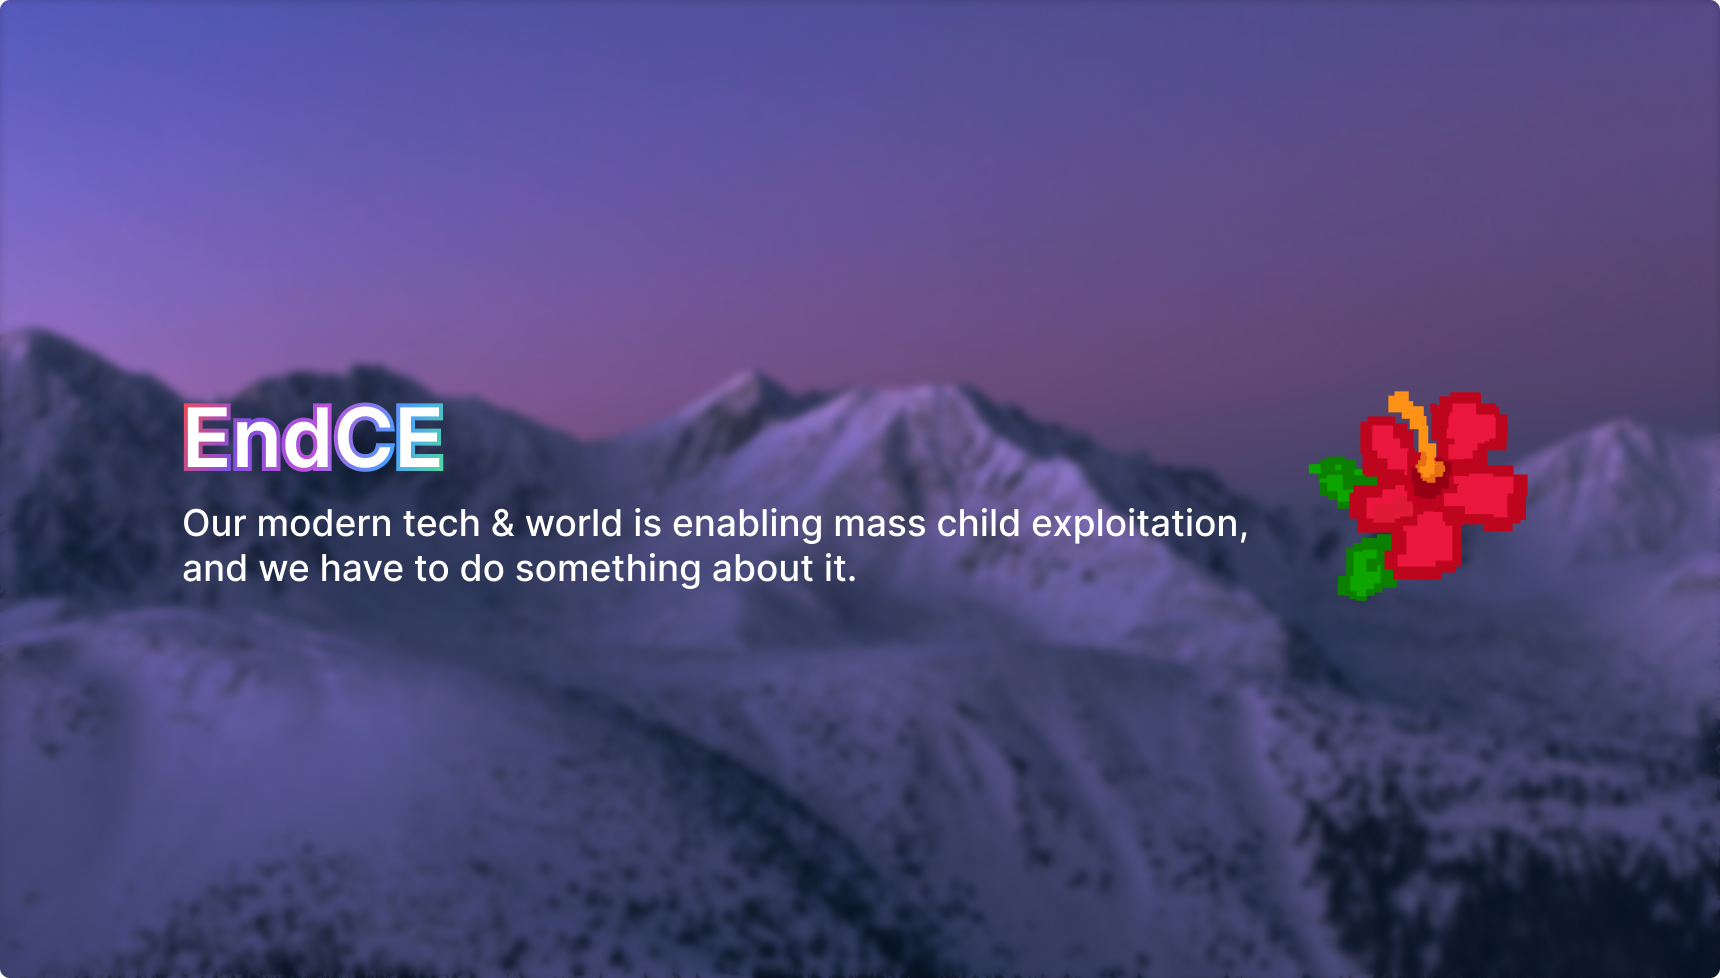 EndCE
Our modern tech & world is enabling mass child exploitation,
and we have to do something about it.